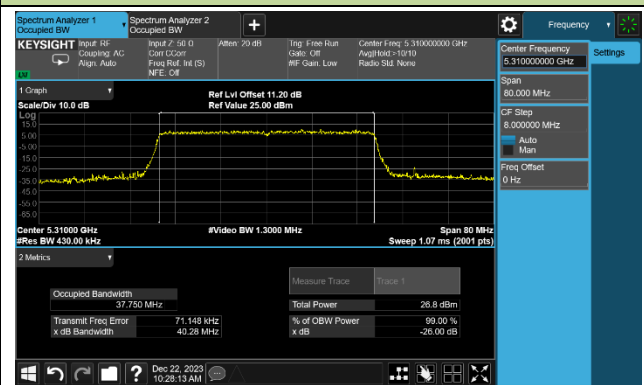 Spectrum Analyzer 1
Occupied BW
Spectrum Analyzer 2
Occupied BW
Frequency
KEYSIGHT
Input: RF
Coupling: AC
Align: Auto
Input Z: 50 Ω
Corr CCorr
Freq Ref: Int (S)
NFE: Off
Atten: 20 dB
Trig: Free Run
Gate: Off
#IF Gain: Low
Center Freq: 5.310000000 GHz
Avg|Hold:>10/10
Radio Std: None
Center Frequency
5.310000000 GHz
Settings
Span
80.000 MHz
CF Step
8.000000 MHz
Auto
Man
Freq Offset
0 Hz
1 Graph
Scale/Div 10.0 dB
Ref Lvl Offset 11.20 dB
Ref Value 25.00 dBm
Log
15.0
5.00
-5.00
-15.0
-25.0
-35.0
-45.0
-55.0
-65.0
Center 5.31000 GHz
#Res BW 430.00 kHz
#Video BW 1.3000 MHz
Span 80 MHz
Sweep 1.07 ms (2001 pts)
2 Metrics
Measure Trace
Trace 1
Occupied Bandwidth
37.750 MHz
Total Power
26.8 dBm
Transmit Freq Error
71.148 kHz
% of OBW Power
99.00 %
x dB Bandwidth
40.28 MHz
x dB
-26.00 dB
?
Dec 22, 2023
10:28:13 AM